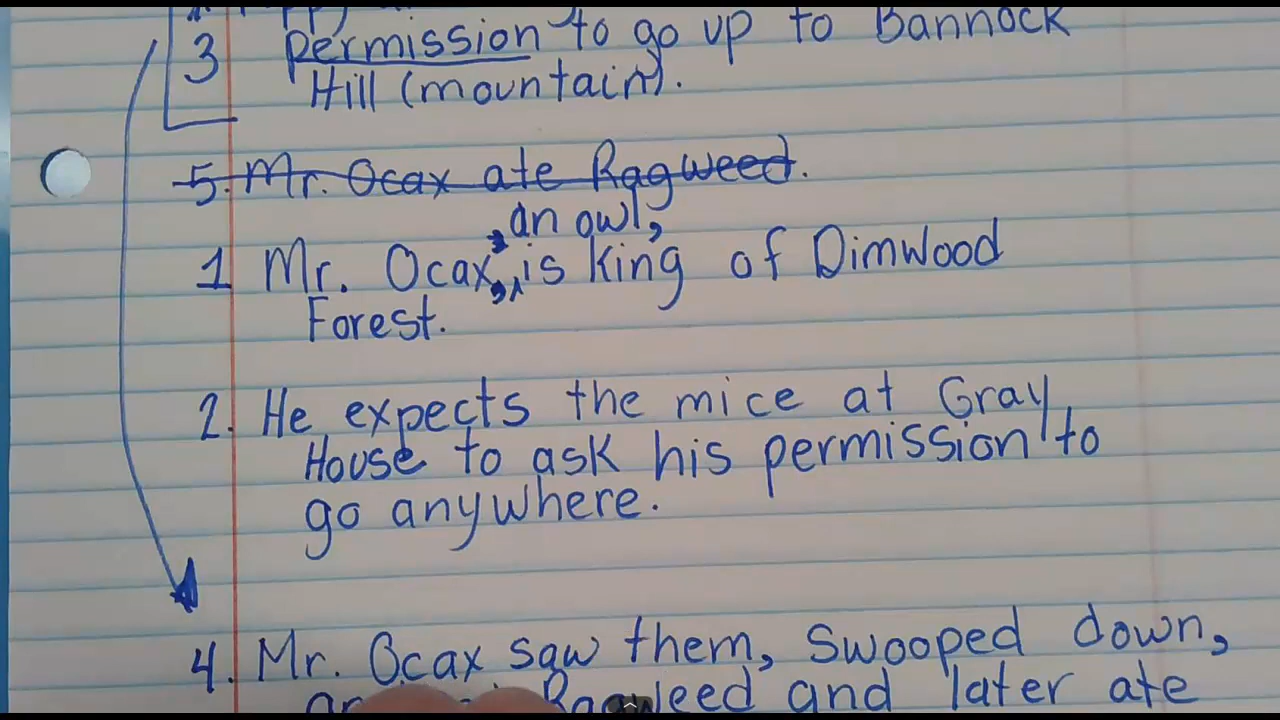 3 permission to go up to Bannock
Hill (mountain).
5. Mr. Ocax ate Ragweed.
, an owl,
1 Mr. Ocax, is King of Dimwood
Forest.
2. He expects the mice at Gray
House to ask his permission to
go anywhere.
4. Mr. Ocax saw them, swooped down,
Ragweed and later ate